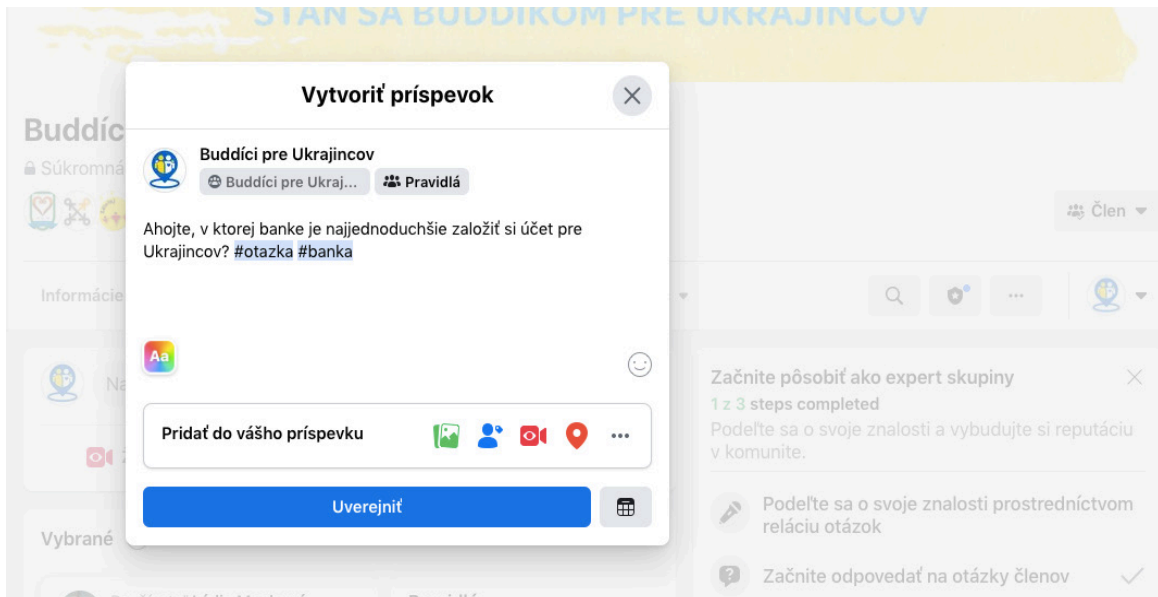 STAŇ SA BUDDÍKOM PRE UKRAJINCOV
Vytvoriť príspevok
Buddíc
Súkromná
Buddíci pre Ukrajincov
Buddíci pre Ukraj...
Pravidlá
Člen
Ahojte, v ktorej banke je najjednoduchšie založiť si účet pre
Ukrajincov? #otazka #banka
Informácie
Aa
Na
Pridať do vášho príspevku
Uverejniť
Vybrané
Začnite pôsobiť ako expert skupiny
1 z 3 steps completed
Podeľte sa o svoje znalosti a vybudujte si reputáciu
v komunite.
Podeľte sa o svoje znalosti prostredníctvom
reláciu otázok
Začnite odpovedať na otázky členov